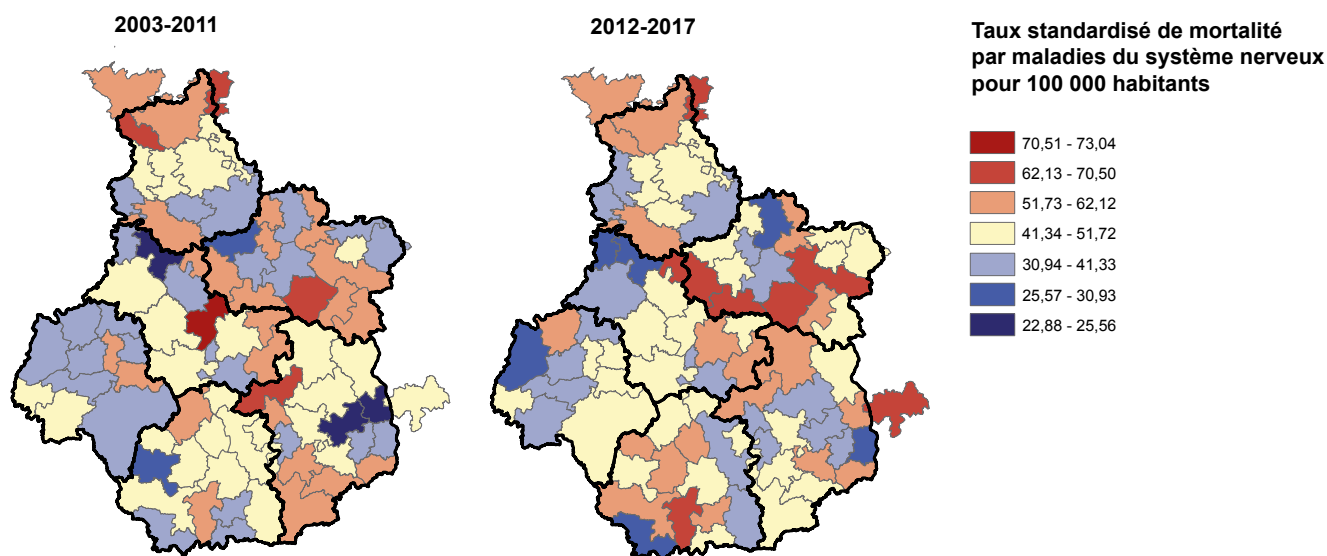 2003-2011
2012-2017
Taux standardisé de mortalité
par maladies du système nerveux
pour 100 000 habitants
70,51 - 73,04
62,13 - 70,50
51,73 - 62,12
41,34 - 51,72
30,94 - 41,33
25,57 - 30,93
22,88 - 25,56